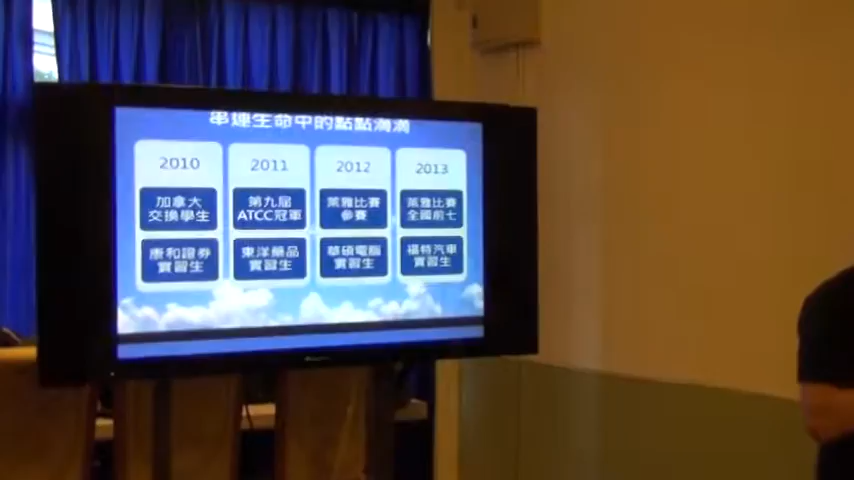 串連生命中的點點滴滴
2010
2011
2012
2013
加拿大
交換學生
第九屆
ATCC冠軍
萊雅比賽
參賽
萊雅比賽
全國前七
康和證券
實習生
東洋藥品
實習生
華碩電腦
實習生
福特汽車
實習生